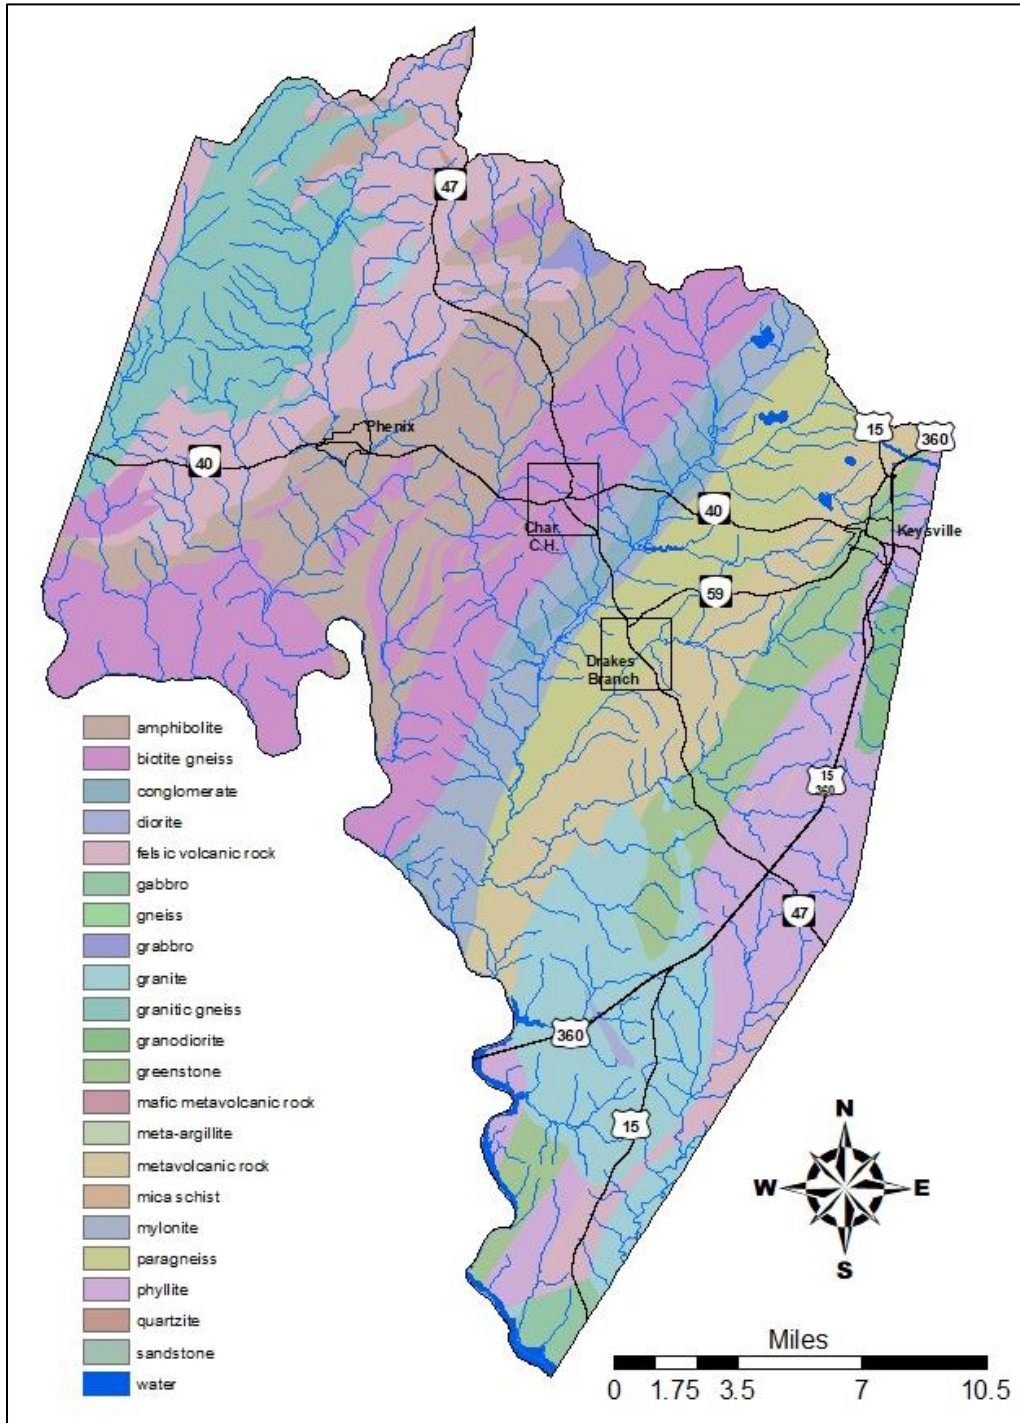 47
Phenix
15
360
40
40
Keysville
Char.
C.H.
59
Drakes
Branch
15
360
47
360
15
amphibolite
biotite gneiss
conglomerate
diorite
felsic volcanic rock
gabbro
gneiss
grabbro
granite
granitic gneiss
granodiorite
greenstone
mafic metavolcanic rock
meta-argillite
metavolcanic rock
mica schist
mylonite
paragneiss
phyllite
quartzite
sandstone
water
N
W
E
S
Miles
0 1.75 3.5 7 10.5